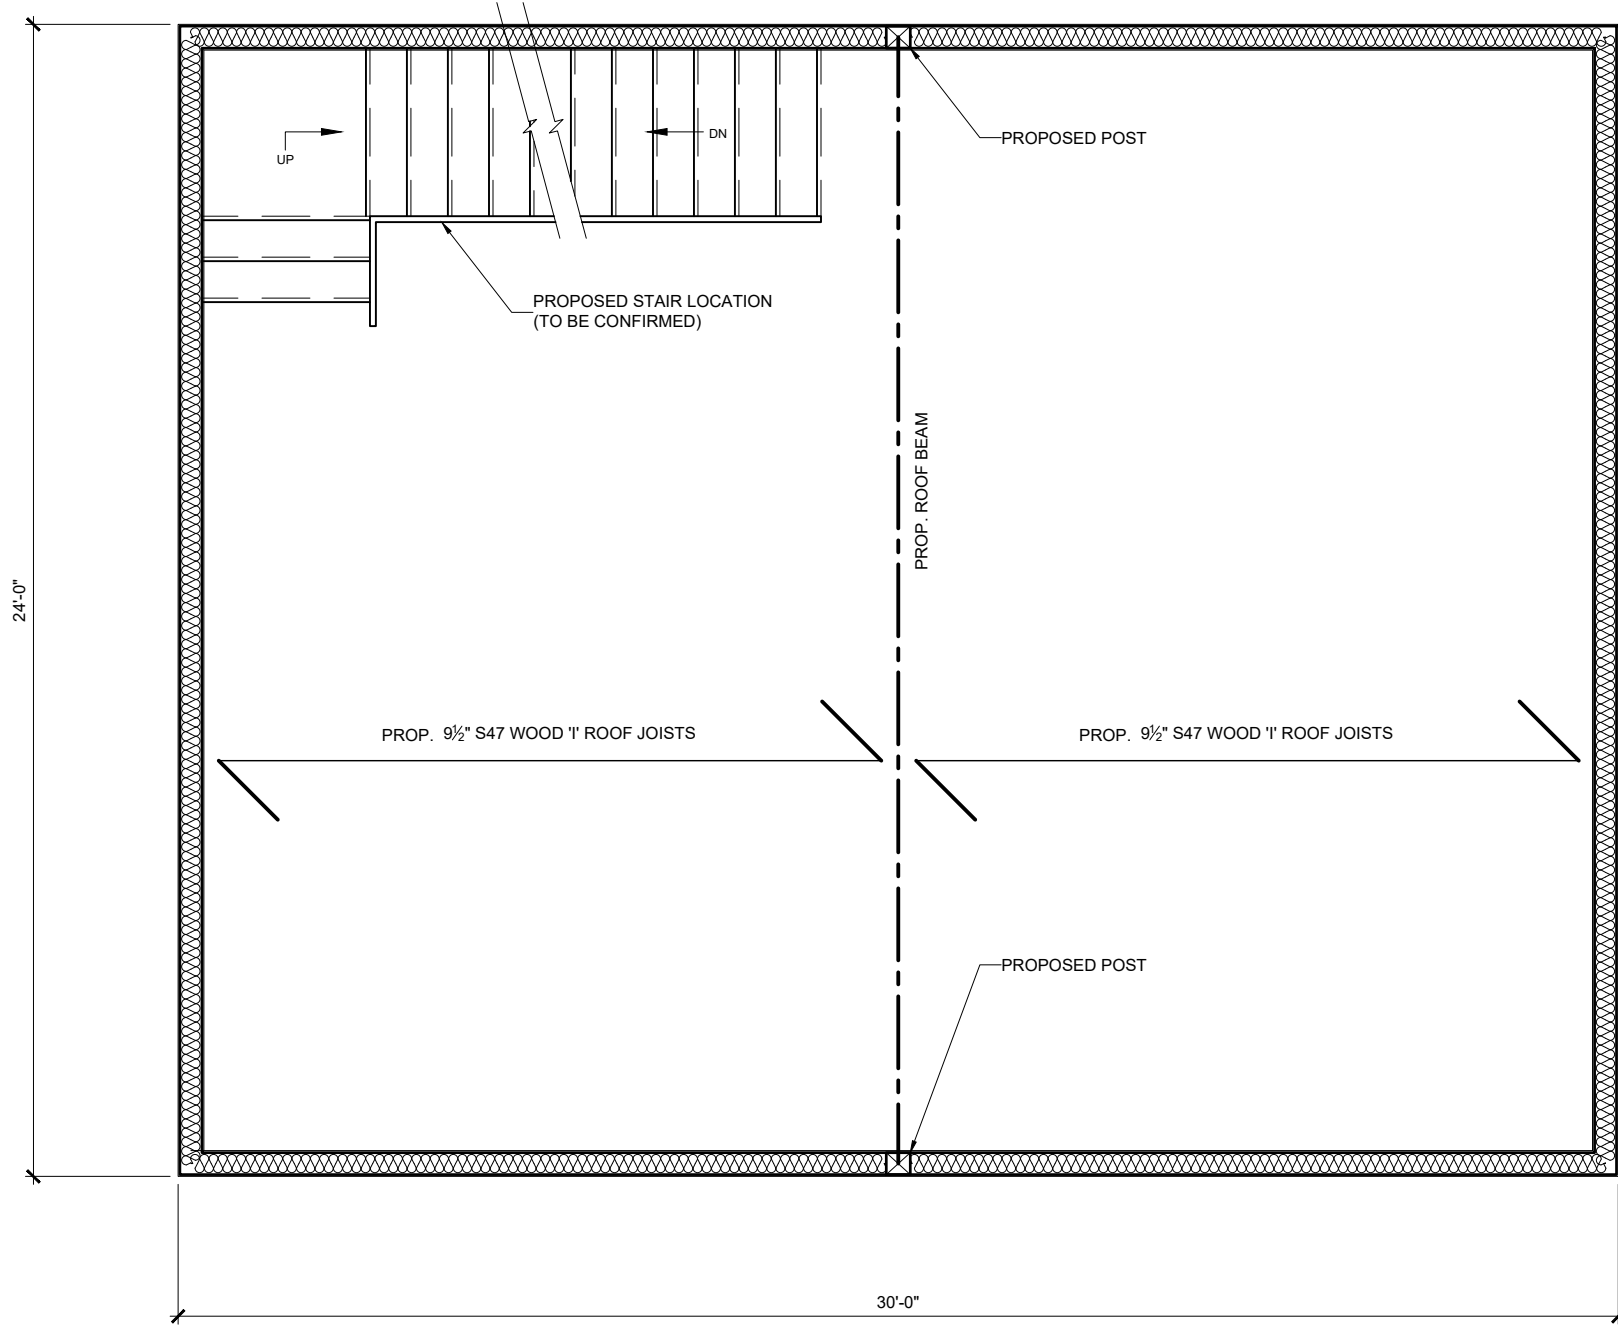 DN
UP
PROPOSED POST
PROPOSED STAIR LOCATION
(TO BE CONFIRMED)
PROP. ROOF BEAM
24'-0"
PROP. 9½" S47 WOOD 'I' ROOF JOISTS
PROP. 9½" S47 WOOD 'I' ROOF JOISTS
PROPOSED POST
30'-0"